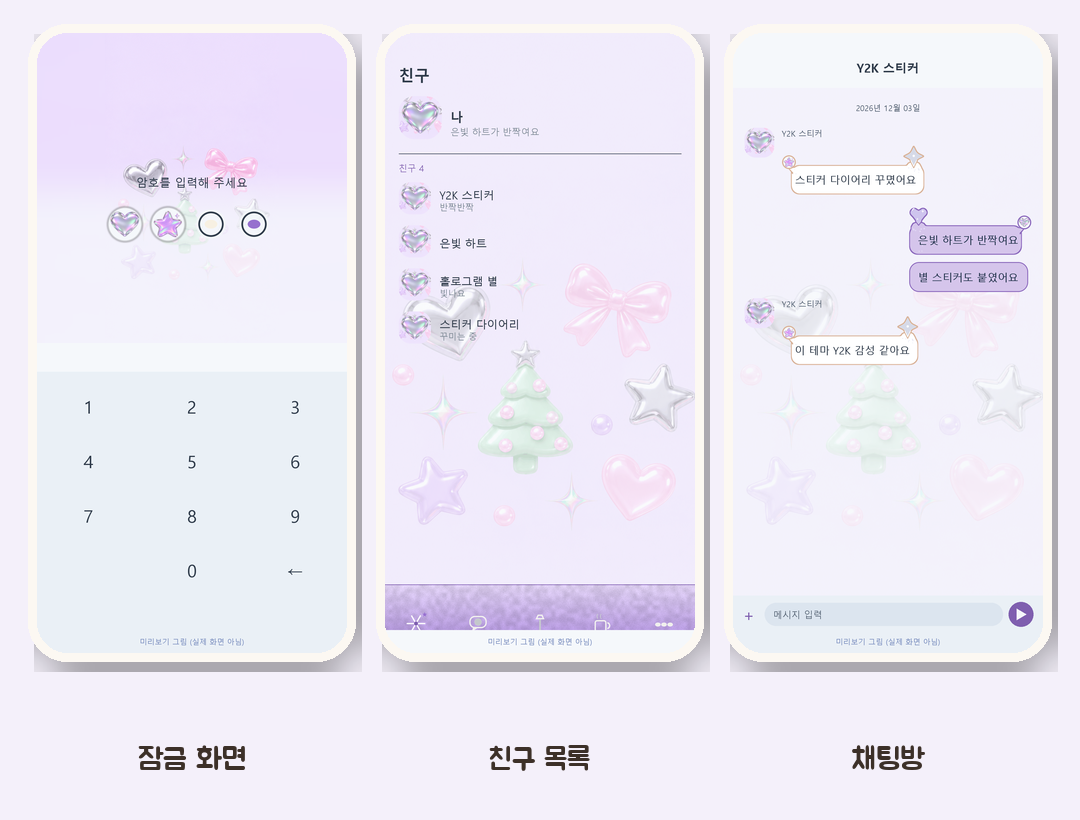 암호를 입력해 주세요
1 2 3
4 5 6
7 8 9
0 ←
미리보기 그림 (실제 화면 아님)
잠금 화면
친구
나
은빛 하트가 반짝여요
친구 4
Y2K 스티커
반짝반짝
은빛 하트
홀로그램 별
빛나요
스티커 다이어리
꾸미는 중
미리보기 그림 (실제 화면 아님)
친구 목록
Y2K 스티커
2026년 12월 03일
Y2K 스티커
스티커 다이어리 꾸몄어요
은빛 하트가 반짝여요
별 스티커도 붙였어요
Y2K 스티커
이 테마 Y2K 감성 같아요
+ 메시지 입력
미리보기 그림 (실제 화면 아님)
채팅방